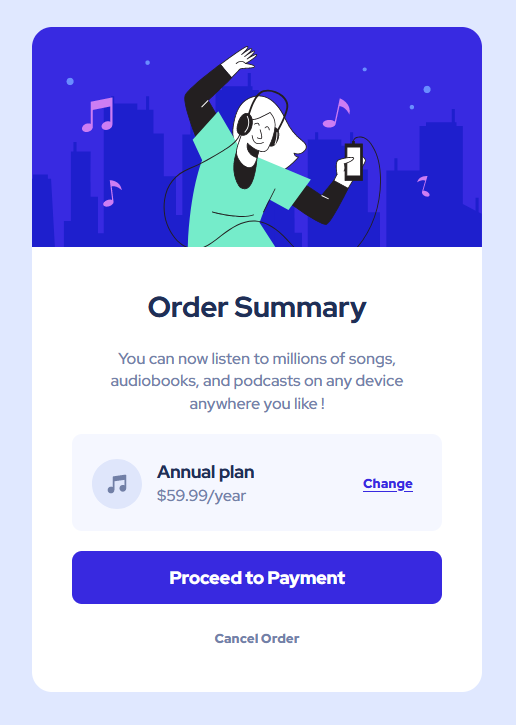 Order Summary
You can now listen to millions of songs,
audiobooks, and podcasts on any device
anywhere you like !
Annual plan
$59.99/year
Change
Proceed to Payment
Cancel Order